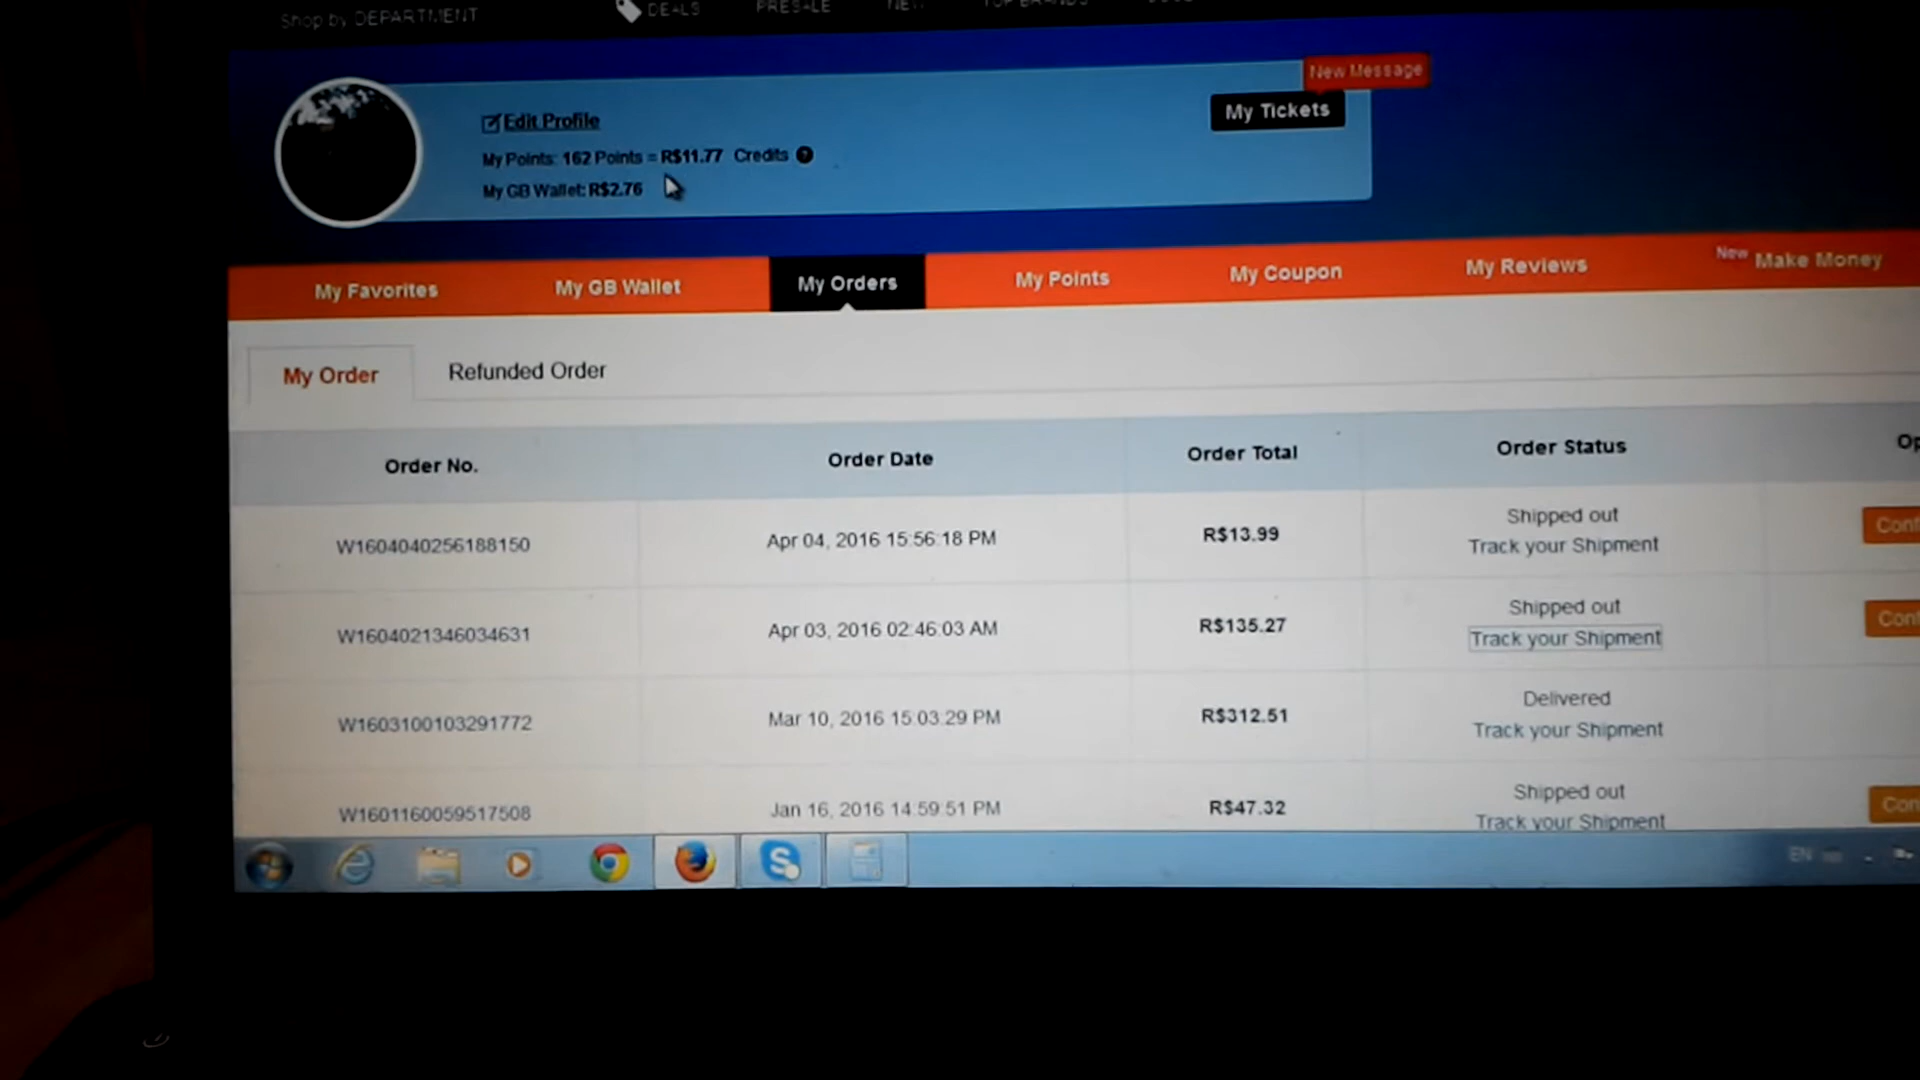 Shop by DEPARTMENT
DEALS
PRESALE
New Message
My Tickets
Edit Profile
My Points: 162 Points = R$11.77 Credits ?
My GB Wallet: R$2.76
My Favorites
My GB Wallet
My Orders
My Points
My Coupon
My Reviews
New Make Money
My Order
Refunded Order
Order No.
Order Date
Order Total
Order Status
Op
W1604040256188150
Apr 04, 2016 15:56:18 PM
R$13.99
Shipped out
Track your Shipment
Conf
W1604021346034631
Apr 03, 2016 02:46:03 AM
R$135.27
Shipped out
Track your Shipment
Conf
W1603100103291772
Mar 10, 2016 15:03:29 PM
R$312.51
Delivered
Track your Shipment
W1601160059517508
Jan 16, 2016 14:59:51 PM
R$47.32
Shipped out
Track your Shipment
Con
EN